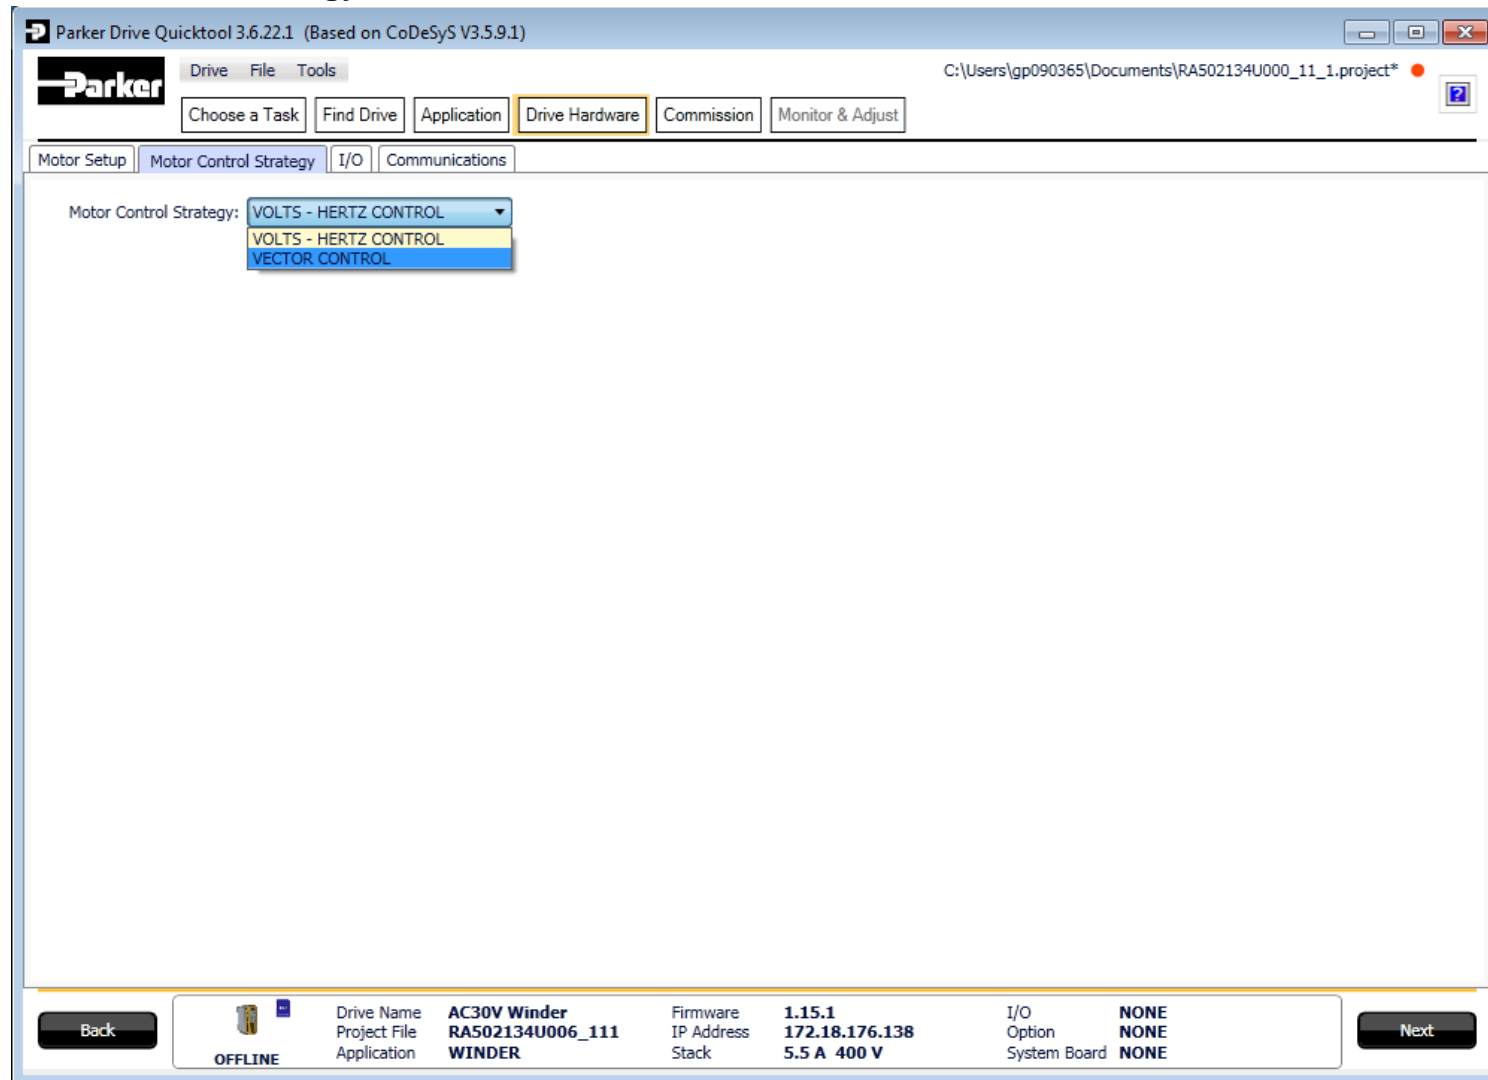 Parker Drive Quicktool 3.6.22.1 (Based on CoDeSyS V3.5.9.1)
Parker
Drive File Tools
C:\Users\gp090365\Documents\RA502134U000_11_1.project*
Choose a Task Find Drive Application Drive Hardware Commission Monitor & Adjust
Motor Setup Motor Control Strategy I/O Communications
Motor Control Strategy: VOLTS - HERTZ CONTROL
VOLTS - HERTZ CONTROL
VECTOR CONTROL
Back
OFFLINE
Drive Name AC30V Winder Firmware 1.15.1 I/O NONE
Project File RA502134U006_111 IP Address 172.18.176.138 Option NONE
Application WINDER Stack 5.5 A 400 V System Board NONE
Next